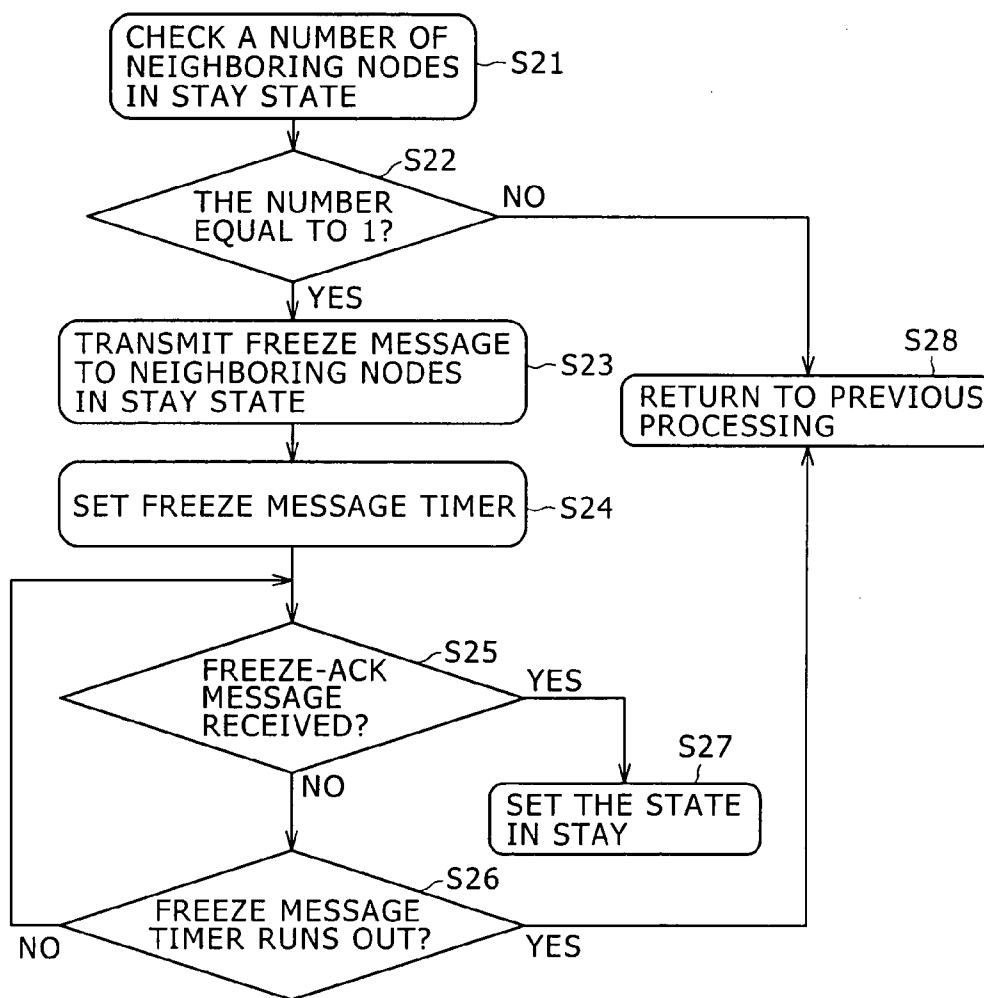 CHECK A NUMBER OF
NEIGHBORING NODES
IN STAY STATE
S21
S22
THE NUMBER
EQUAL TO 1?
NO
YES
TRANSMIT FREEZE MESSAGE
TO NEIGHBORING NODES
IN STAY STATE
S23
S28
RETURN TO PREVIOUS
PROCESSING
SET FREEZE MESSAGE TIMER
S24
S25
FREEZE-ACK
MESSAGE
RECEIVED?
YES
NO
S27
SET THE STATE
IN STAY
S26
FREEZE MESSAGE
TIMER RUNS OUT?
NO
YES